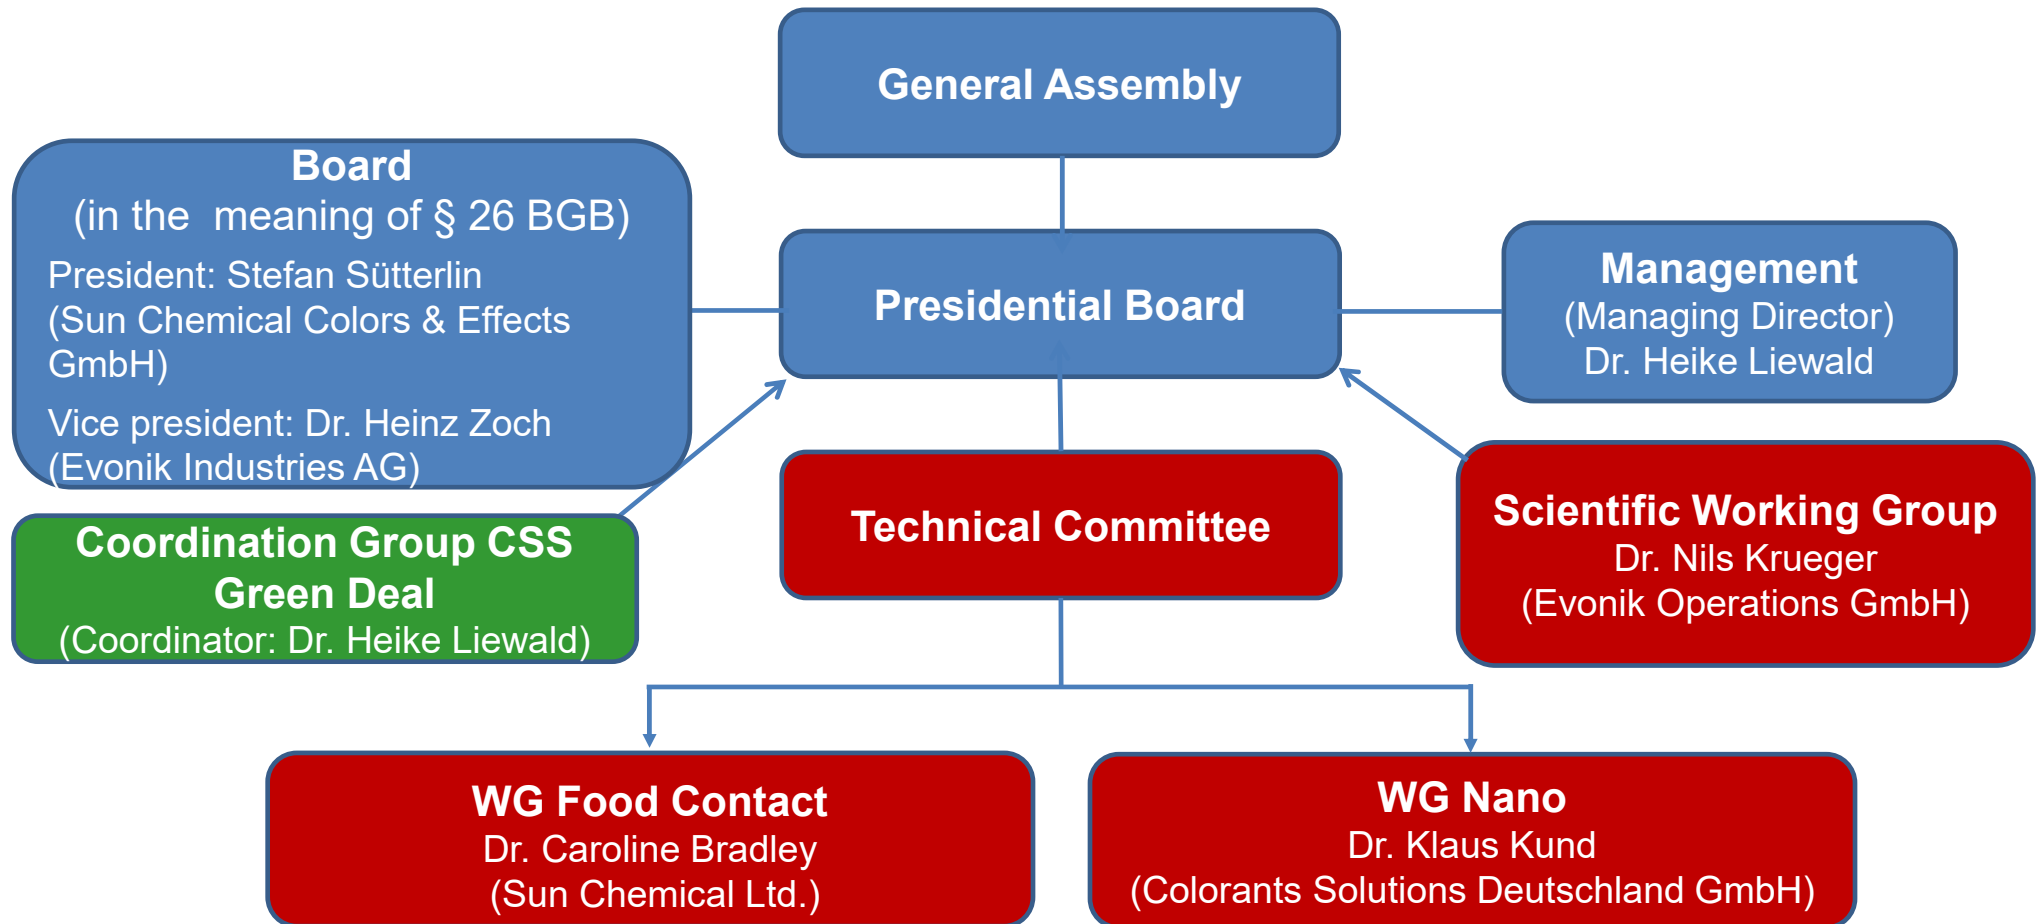 General Assembly
Board
(in the  meaning of § 26 BGB)
President: Stefan Sütterlin
(Sun Chemical Colors & Effects
GmbH)
Vice president: Dr. Heinz Zoch
(Evonik Industries AG)
Presidential Board
Management
(Managing Director)
Dr. Heike Liewald
Coordination Group CSS
Green Deal
(Coordinator: Dr. Heike Liewald)
Technical Committee
Scientific Working Group
Dr. Nils Krueger
(Evonik Operations GmbH)
WG Food Contact
Dr. Caroline Bradley
(Sun Chemical Ltd.)
WG Nano
Dr. Klaus Kund
(Colorants Solutions Deutschland GmbH)